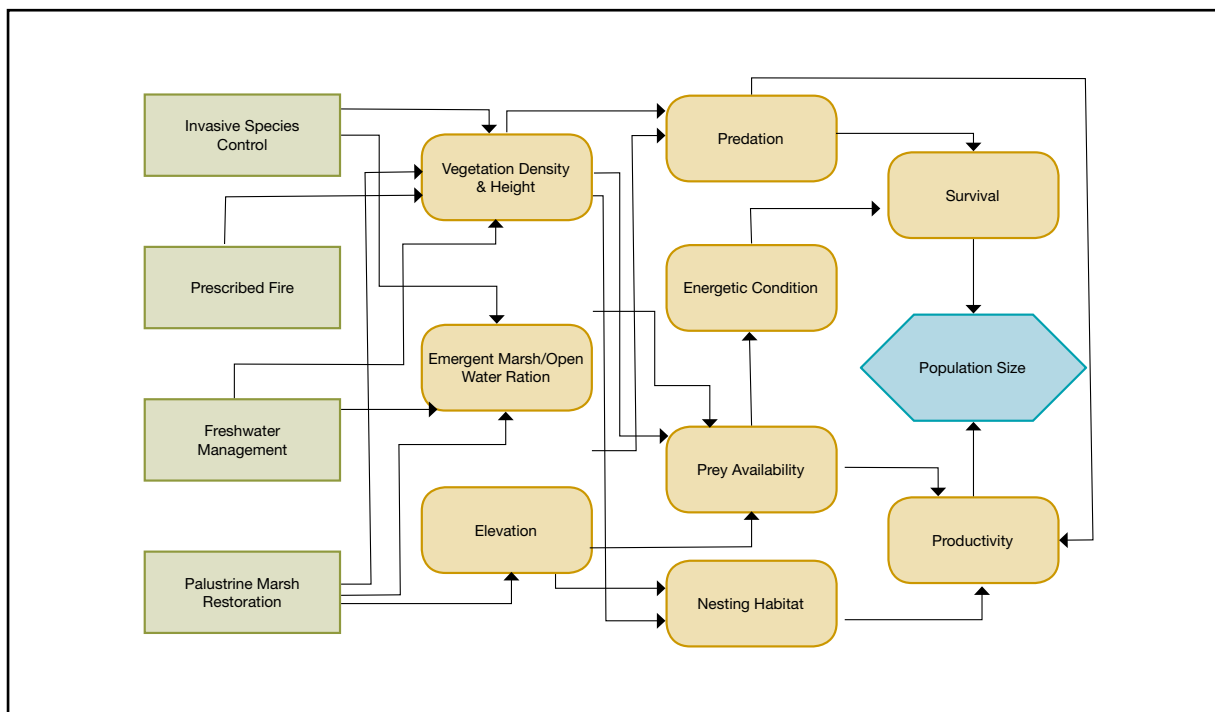 Invasive Species
Control
Prescribed Fire
Freshwater
Management
Palustrine Marsh
Restoration
Vegetation Density
& Height
Emergent Marsh/Open
Water Ration
Elevation
Predation
Energetic Condition
Prey Availability
Nesting Habitat
Survival
Population Size
Productivity